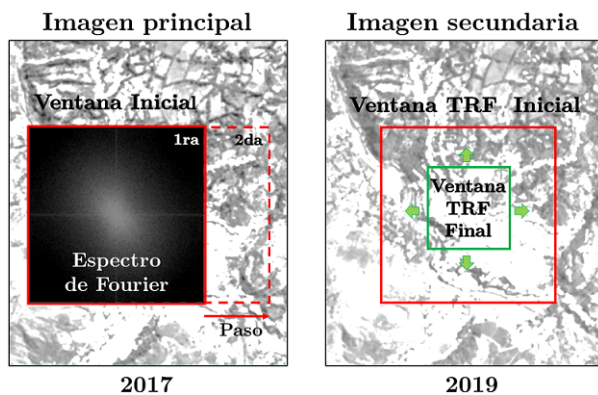 Imagen principal
Imagen secundaria
Ventana Inicial
1ra
2da
Espectro
de Fourier
Paso
Ventana TRF Inicial
Ventana
TRF
Final
2017
2019